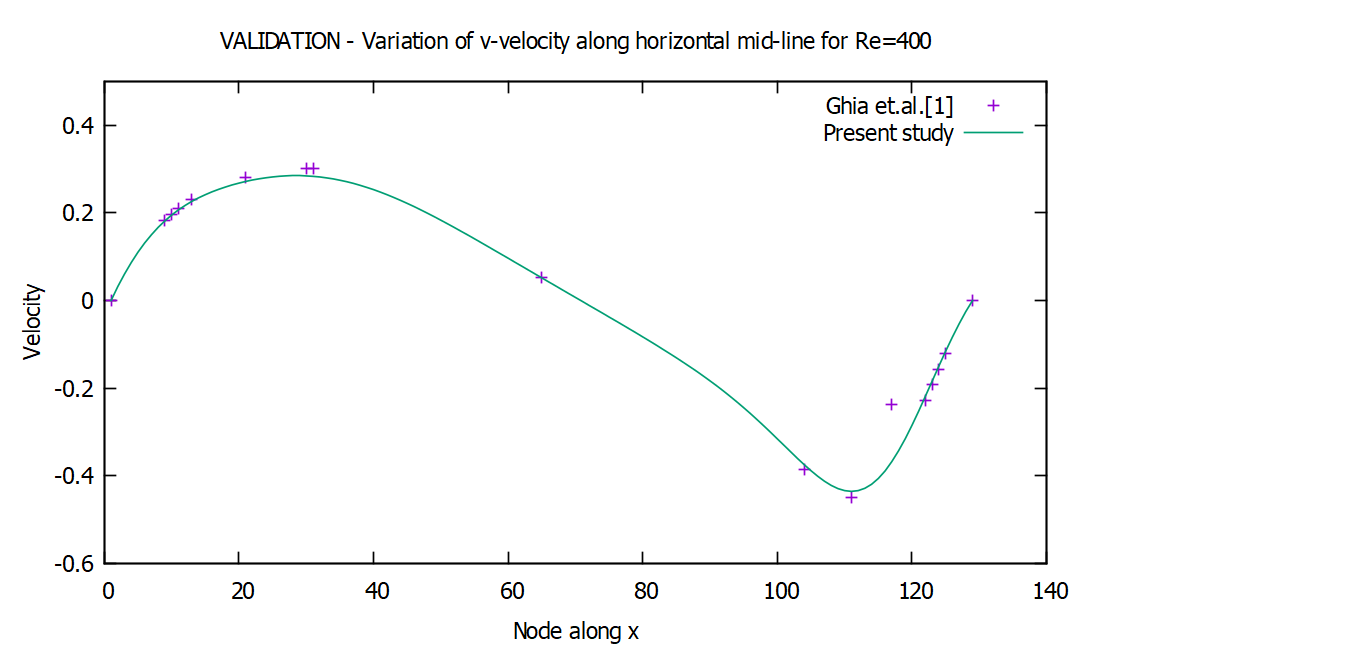 VALIDATION - Variation of v-velocity along horizontal mid-line for Re=400
Ghia et.al.[1]
Present study
0.4
0.2
0
-0.2
-0.4
-0.6
Velocity
0 20 40 60 80 100 120 140
Node along x